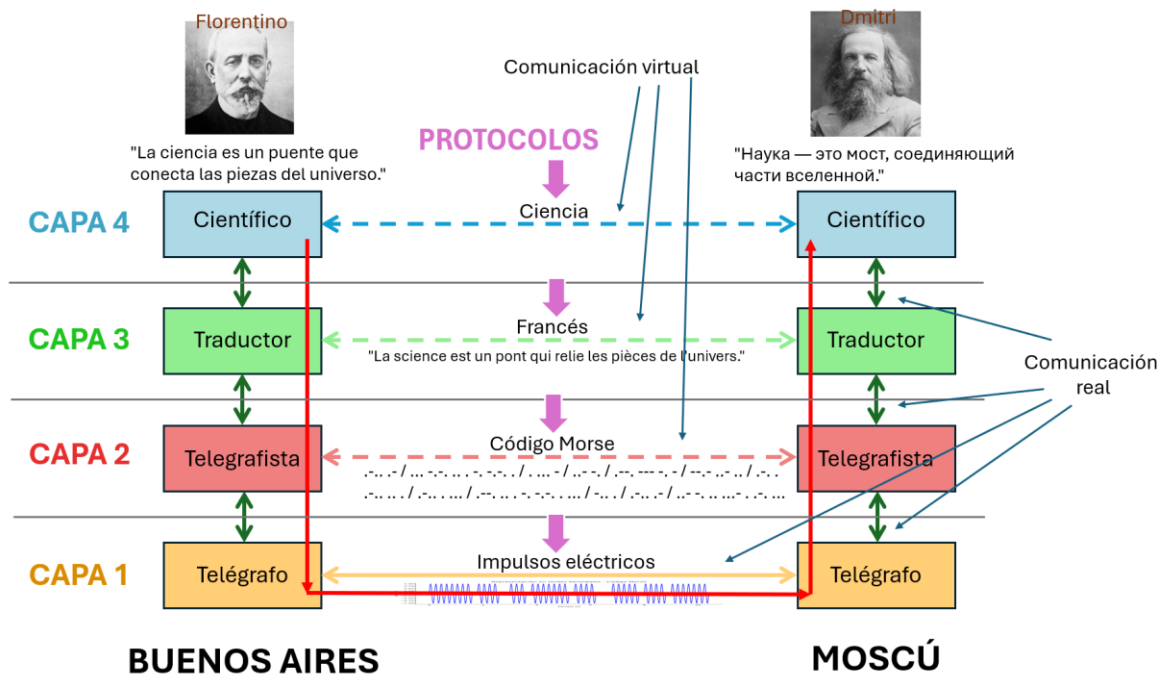 Florentino
Dmitri
Comunicación virtual
PROTOCOLOS
"La ciencia es un puente que
conecta las piezas del universo."
"Наука — это мост, соединяющий
части вселенной."
CAPA 4
Científico
Ciencia
Científico
CAPA 3
Traductor
Francés
"La science est un pont qui relie les pièces de l'univers."
Traductor
Comunicación
real
CAPA 2
Telegrafista
Código Morse
Telegrafista
CAPA 1
Telégrafo
Impulsos eléctricos
Telégrafo
BUENOS AIRES
MOSCÚ